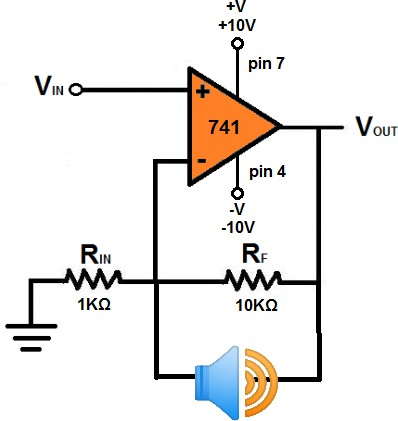 +V
+10V
pin 7
VIN
+
741
VOUT
-
pin 4
-V
-10V
RIN
RF
1KΩ
10KΩ